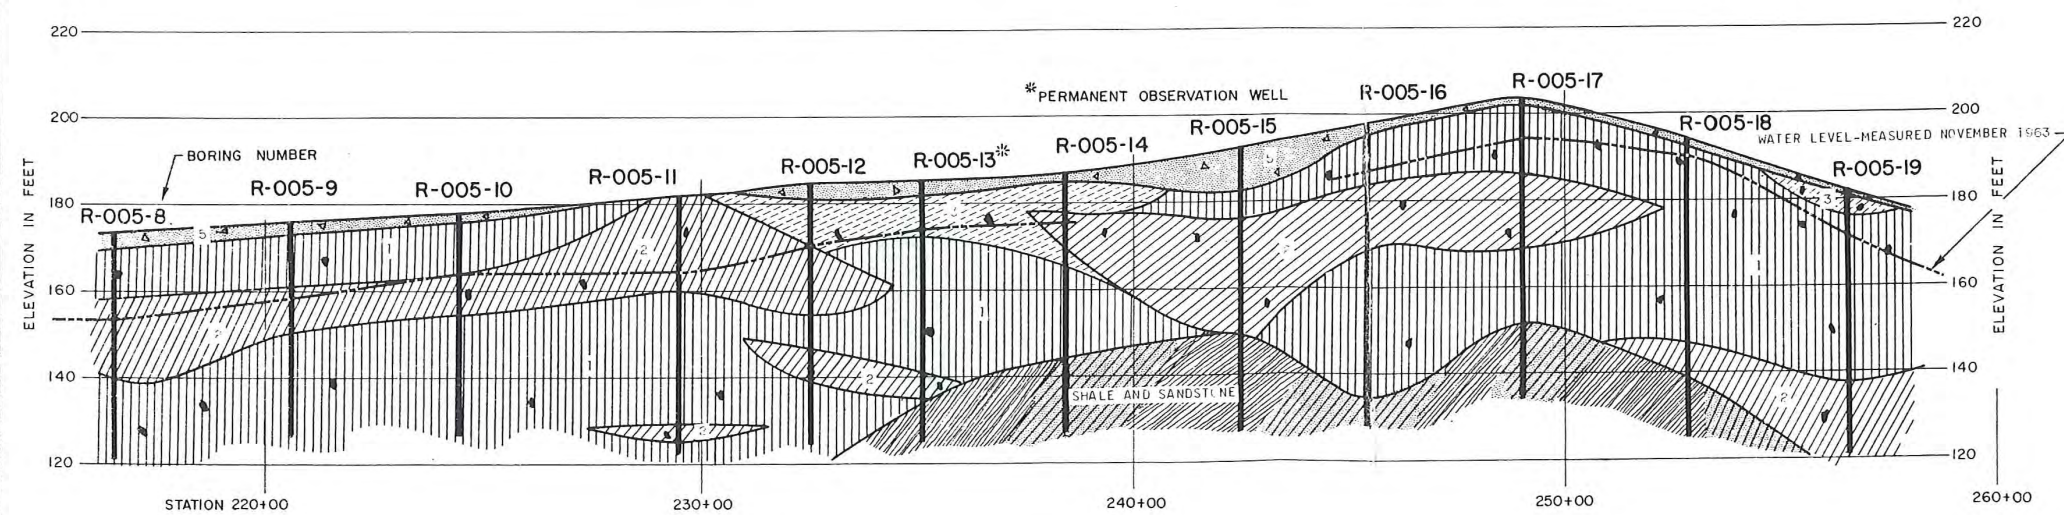 220
220
R-005-17
R-005-16
*PERMANENT OBSERVATION WELL
200
200
R-005-15
R-005-18
WATER LEVEL-MEASURED NOVEMBER 1963
R-005-14
BORING NUMBER
R-005-13*
R-005-12
R-005-19
R-005-11
R-005-9
R-005-10
180
180
R-005-8
ELEVATION IN FEET
ELEVATION IN FEET
5
5
3
1
2
1
1
160
160
2
1
140
140
1
2
2
SHALE AND SANDSTONE
2
120
120
STATION 220+00
230+00
240+00
250+00
260+00